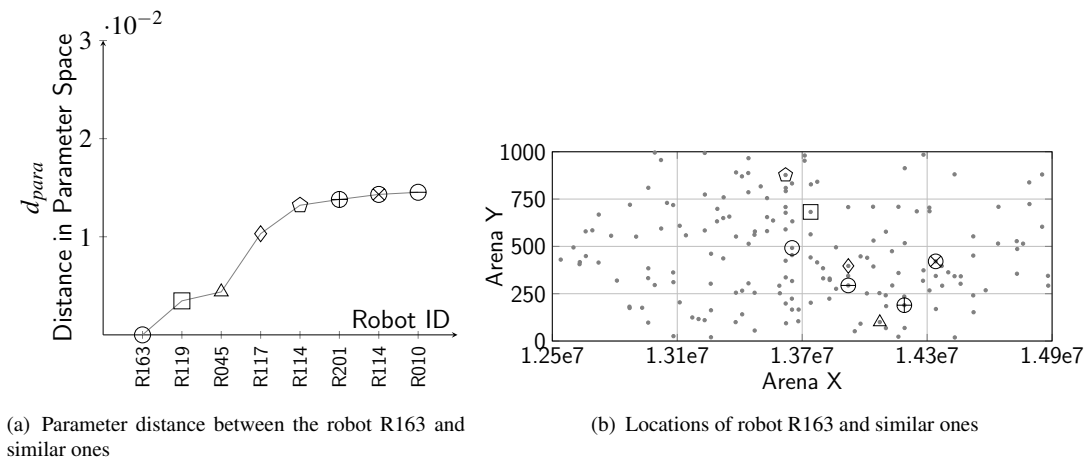 ·10⁻²
3
2
1
d_para
Distance in Parameter Space
Robot ID
R163
R119
R045
R117
R114
R201
R114
R010
(a) Parameter distance between the robot R163 and
similar ones
1000
750
500
250
0
Arena Y
1.25e7 1.31e7 1.37e7 1.43e7 1.49e7
Arena X
(b) Locations of robot R163 and similar ones